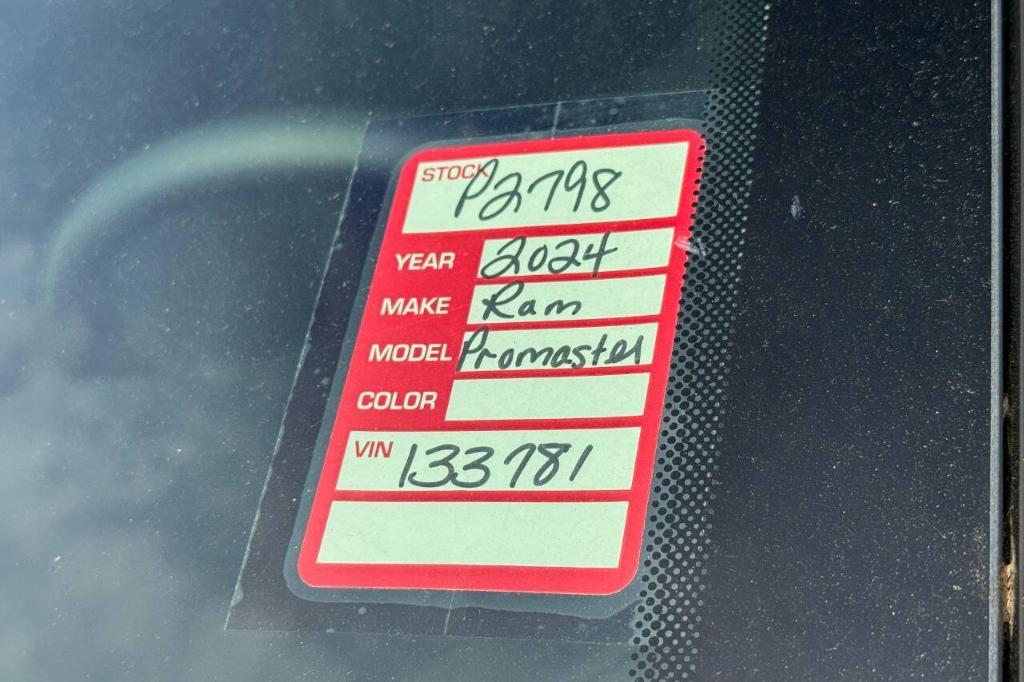 STOCK P2798
YEAR 2024
MAKE Ram
MODEL Promaster
COLOR
VIN 133781